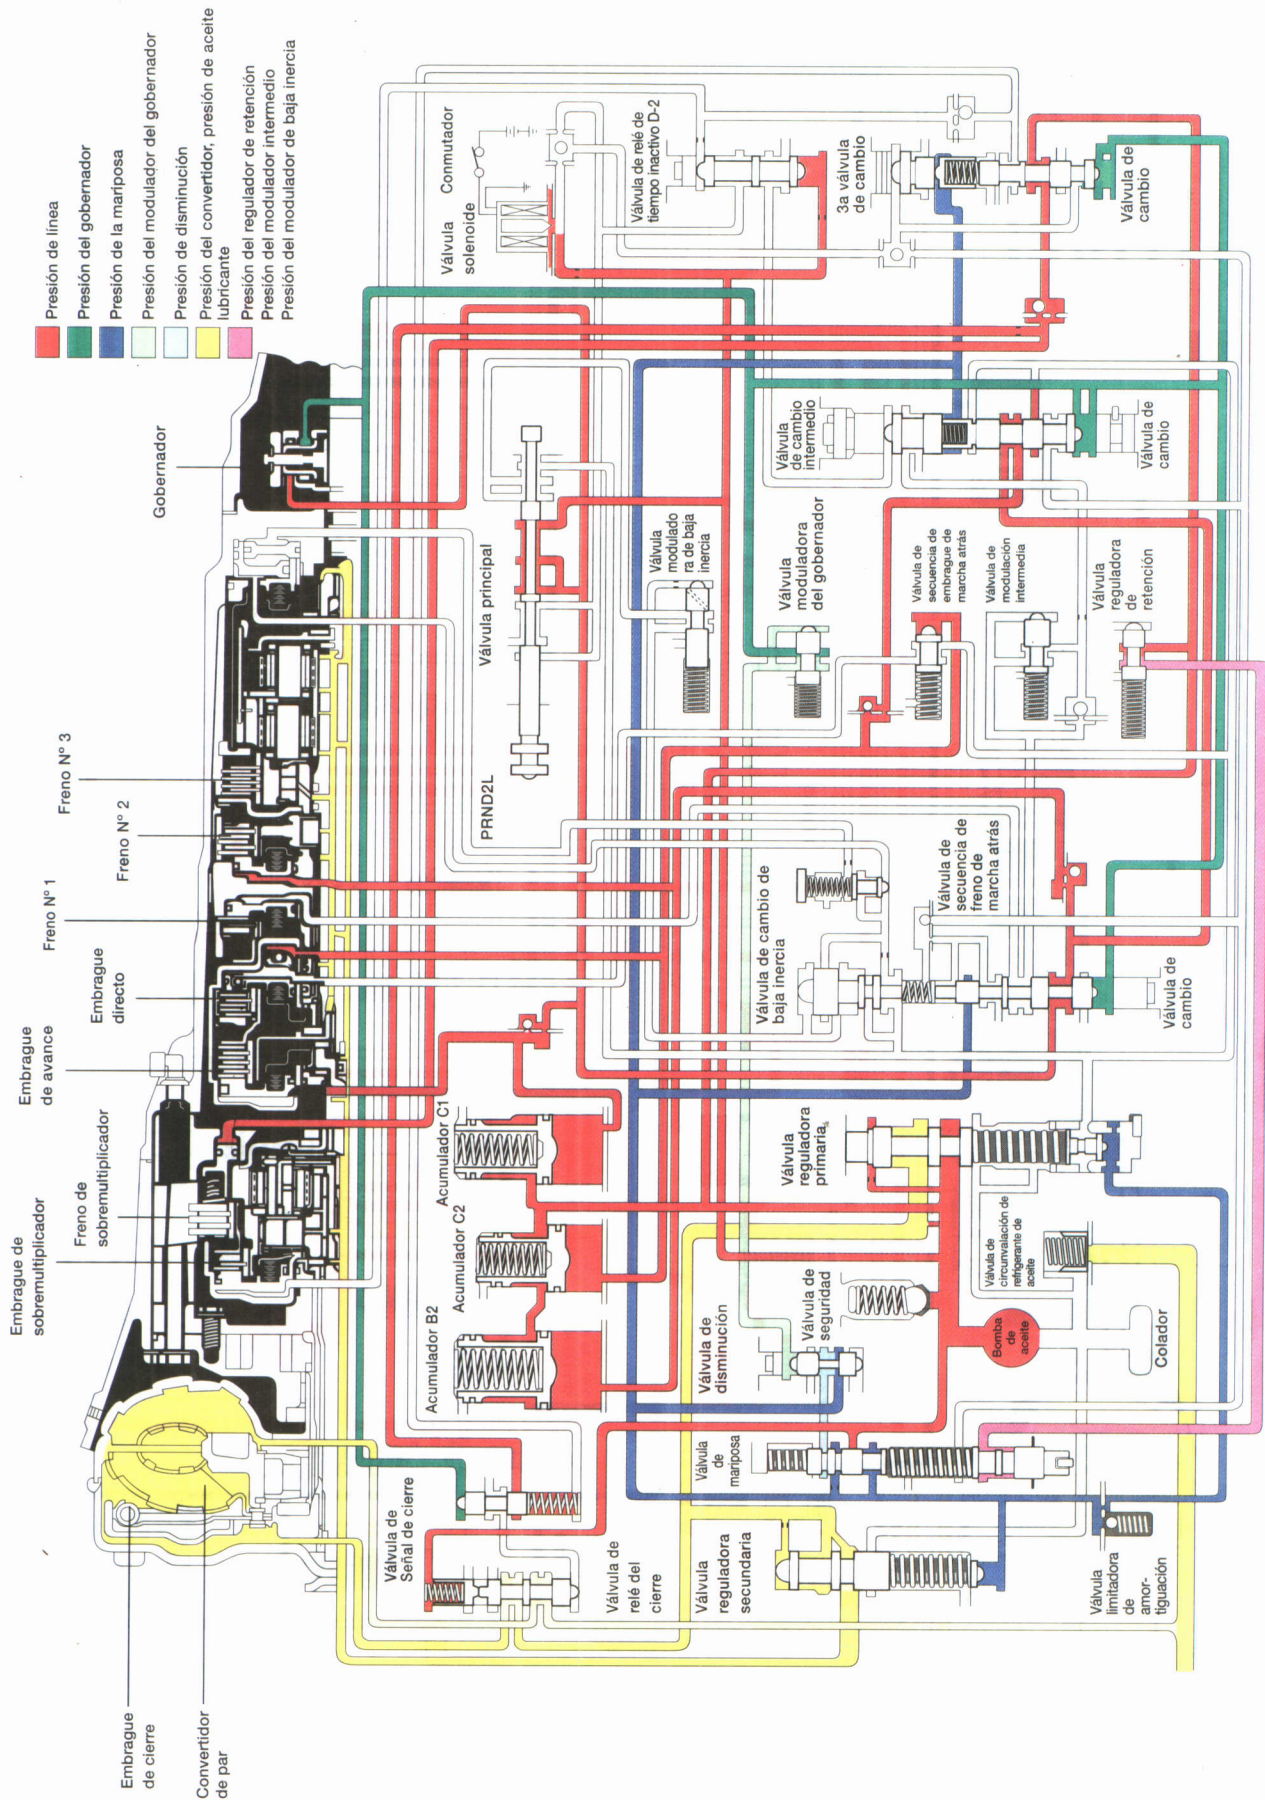 Embrague
de cierre
Convertidor
de par
Embrague de
sobremultiplicador
Freno de
sobremultiplicador
Embrague
de avance
Embrague
directo
Freno Nº 1
Freno Nº 2
Freno Nº 3
Gobernador
Presión de línea
Presión del gobernador
Presión de la mariposa
Presión del modulador del gobernador
Presión de disminución
Presión del convertidor, presión de aceite
lubricante
Presión del regulador de retención
Presión del modulador intermedio
Presión del modulador de baja inercia
Válvula de
Señal de cierre
Acumulador B2
Acumulador C2
Acumulador C1
PRND2L
Válvula principal
Válvula
solenoide
Conmutador
Válvula de
relé del
cierre
Válvula
reguladora
secundaria
Válvula
de
mariposa
Válvula de
disminución
Válvula de
seguridad
Válvula
reguladora
primaria
Válvula de cambio de
baja inercia
Válvula de
secuencia de
freno de
marcha atrás
Válvula
modulado
ra de baja
inercia
Válvula
moduladora
del gobernador
Válvula
de cambio
intermedio
Válvula de relé de
tiempo inactivo D-2
3a válvula
de cambio
Válvula de
secuencia de
embrague de
marcha atrás
Válvula de
modulación
intermedia
Válvula
reguladora
de
retención
Válvula de
cambio
Válvula de
cambio
Válvula de
cambio
Válvula de
circunvalación de
refrigerante de
aceite
Bomba
de
aceite
Colador
Válvula
limitadora
de
amor-
tiguación